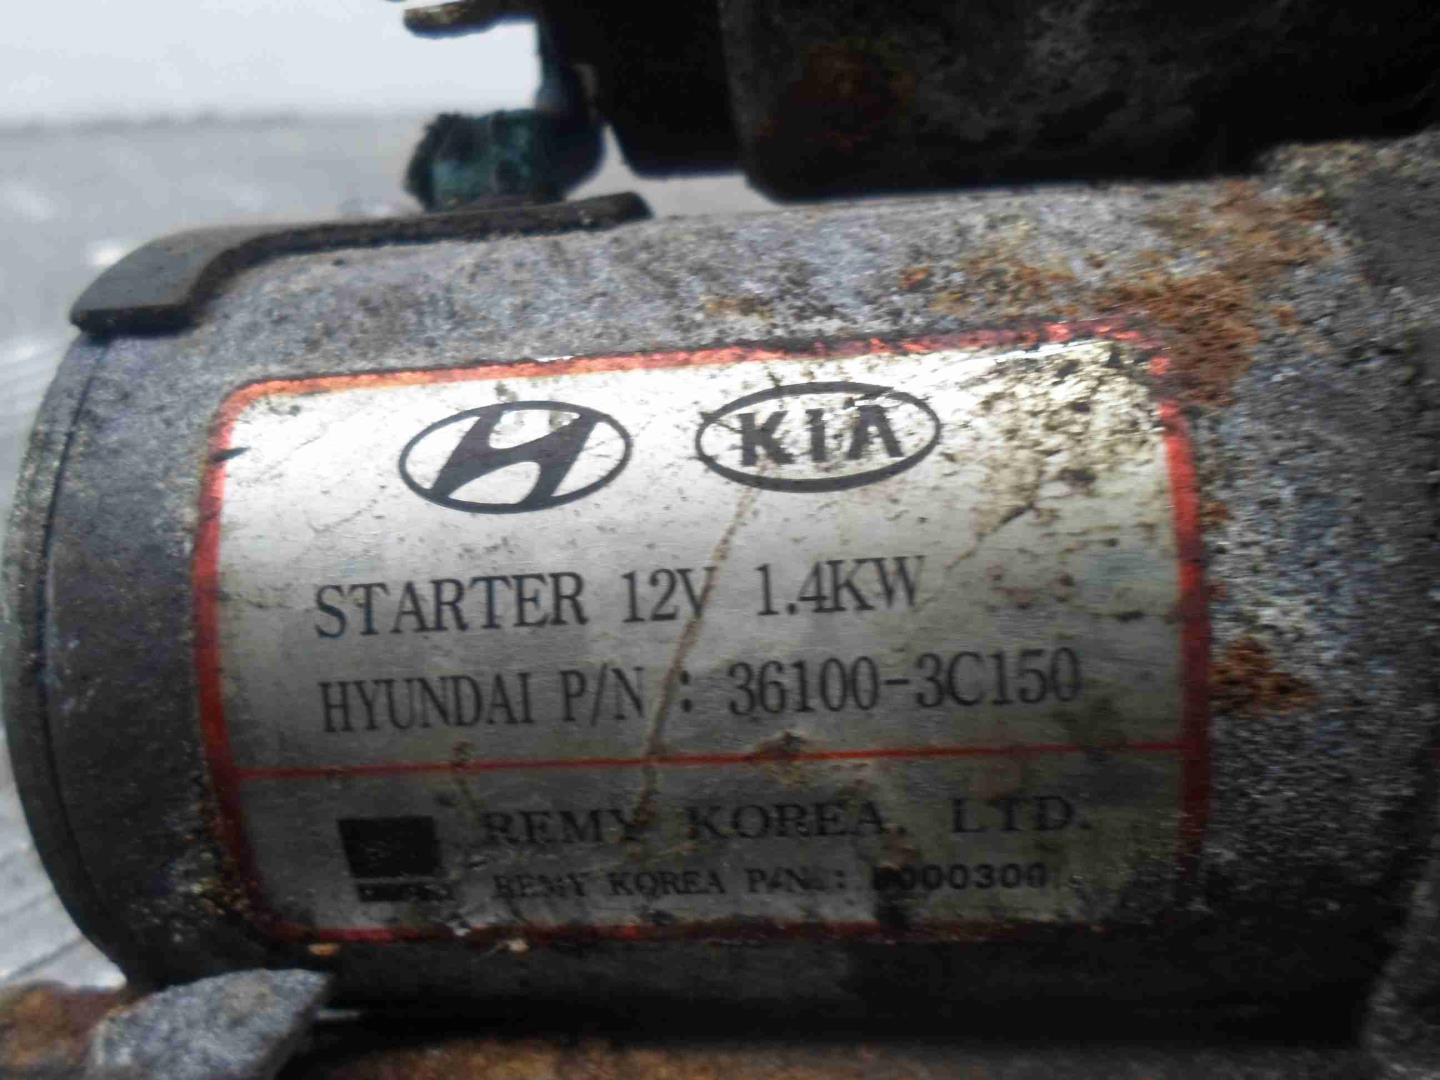 KIA
STARTER 12V 1.4KW
HYUNDAI P/N : 36100-3C150
REMY KOREA. LTD.
REMY KOREA P/N. :